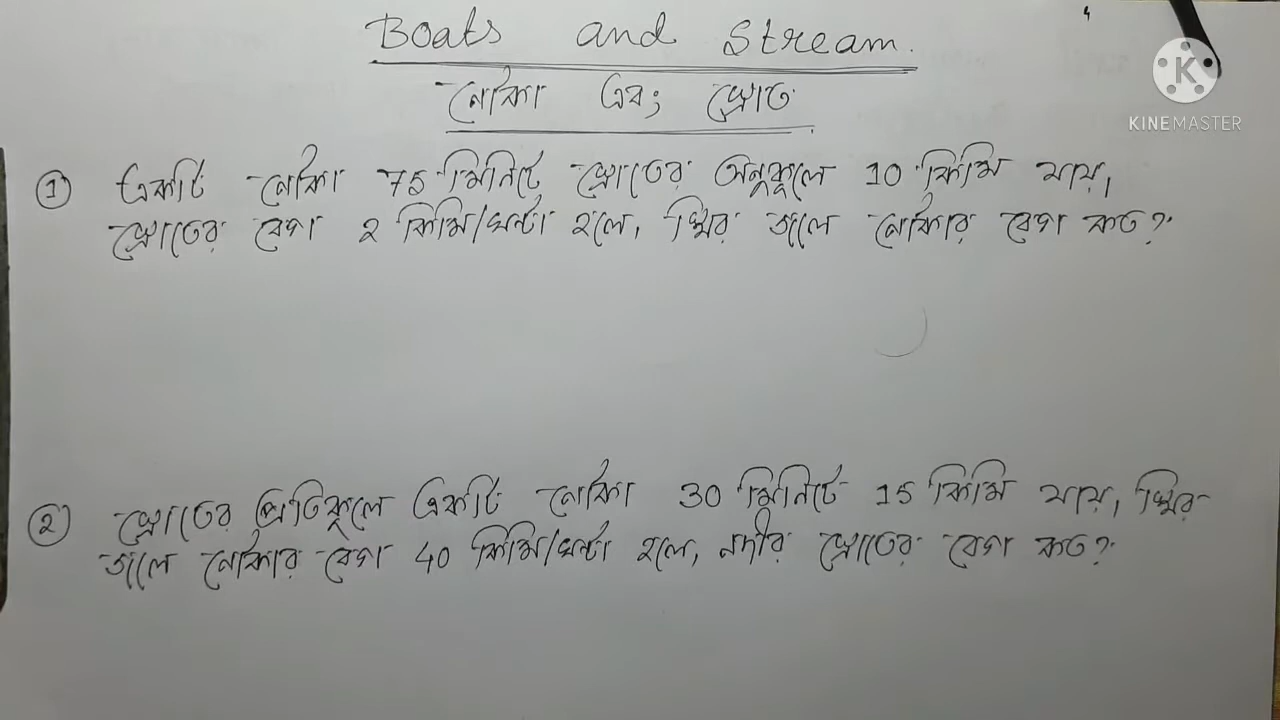 Boats and Stream.
নৌকা এবং স্রোত
KINEMASTER
① একটি নৌকা 75 মিনিটে স্রোতের অনুকূলে 10 কিমি যায়,
স্রোতের বেগ ২ কিমি/ঘন্টা হলে, স্থির জলে নৌকার বেগ কত?
② স্রোতের প্রতিকূলে একটি নৌকা 30 মিনিটে 15 কিমি যায়, স্থির
জলে নৌকার বেগ 40 কিমি/ঘন্টা হলে, নদীর স্রোতের বেগ কত?